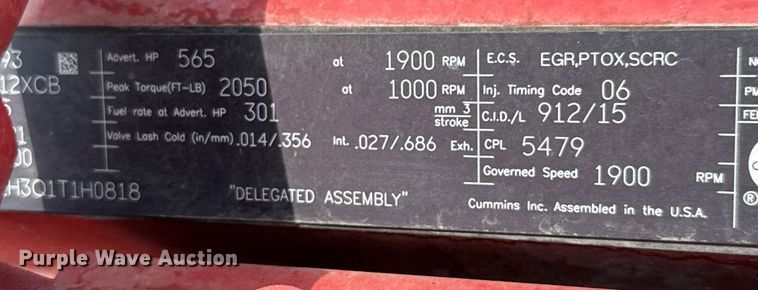 93
Advert. HP 565 at 1900 RPM
E.C.S. EGR,PTOX,SCRC
12XCB
Peak Torque(FT-LB) 2050 at 1000 RPM
Inj. Timing Code 06
PM
Fuel rate at Advert. HP 301 mm 3 stroke
C.I.D./L 912/15
Valve Lash Cold (in/mm) .014/.356 Int. .027/.686 Exh.
CPL 5479
Governed Speed 1900 RPM
H3Q1T1H0818
"DELEGATED ASSEMBLY"
Cummins Inc. Assembled in the U.S.A.
®
Purple Wave Auction